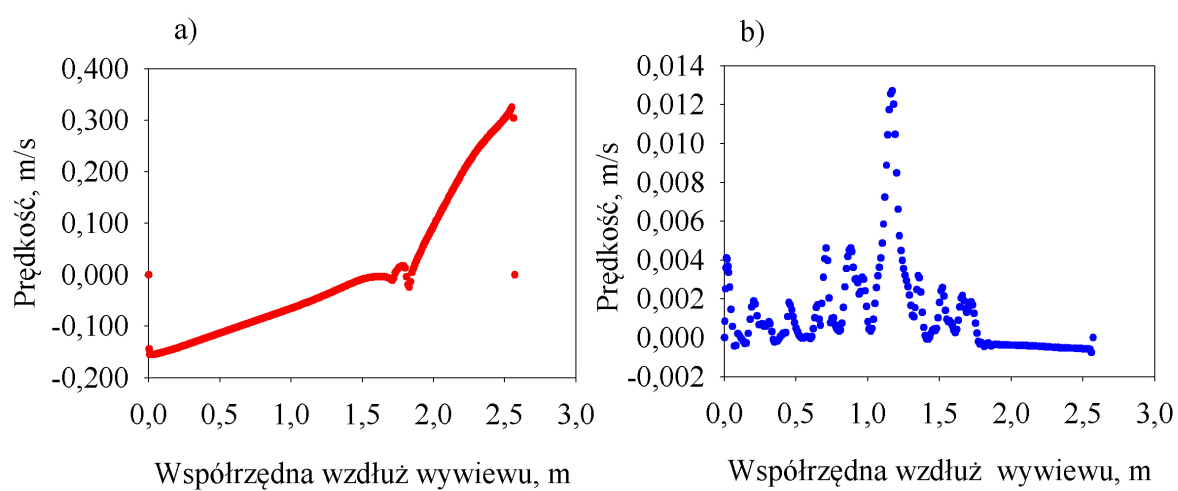 a)
0,400
0,300
0,200
0,100
0,000
-0,100
-0,200
Prędkość, m/s
0,0 0,5 1,0 1,5 2,0 2,5 3,0
Współrzędna wzdłuż wywiewu, m
b)
0,014
0,012
0,010
0,008
0,006
0,004
0,002
0,000
-0,002
Prędkość, m/s
0,0 0,5 1,0 1,5 2,0 2,5 3,0
Współrzędna wzdłuż wywiewu, m